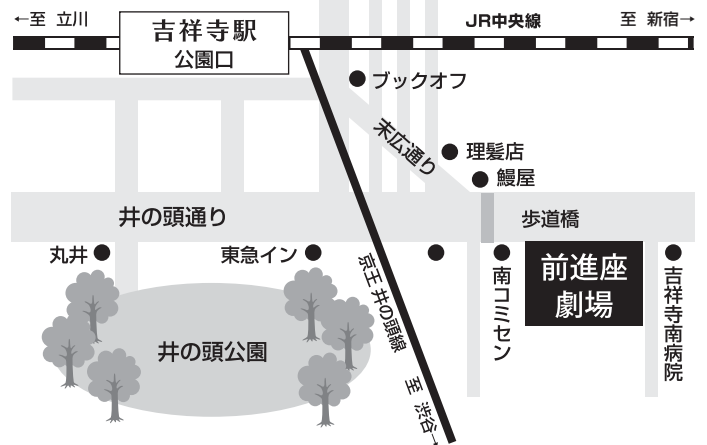 ←至 立川
吉祥寺駅
公園口
JR中央線
至 新宿→
ブックオフ
末広通り
理髪店
鰻屋
井の頭通り
歩道橋
丸井
東急イン
京王 井の頭線
至 渋谷→
南コミセン
前進座
劇場
吉祥寺南病院
井の頭公園